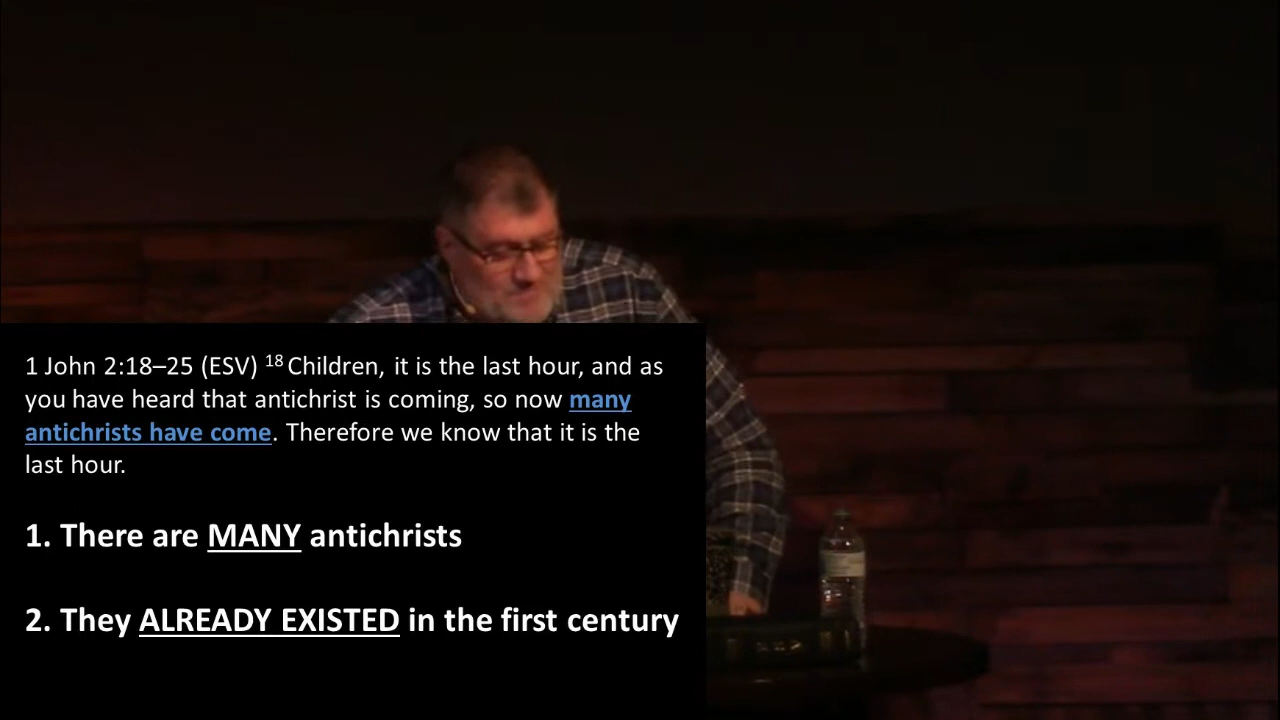 1 John 2:18–25 (ESV) 18 Children, it is the last hour, and as
you have heard that antichrist is coming, so now many
antichrists have come. Therefore we know that it is the
last hour.
1. There are MANY antichrists
2. They ALREADY EXISTED in the first century